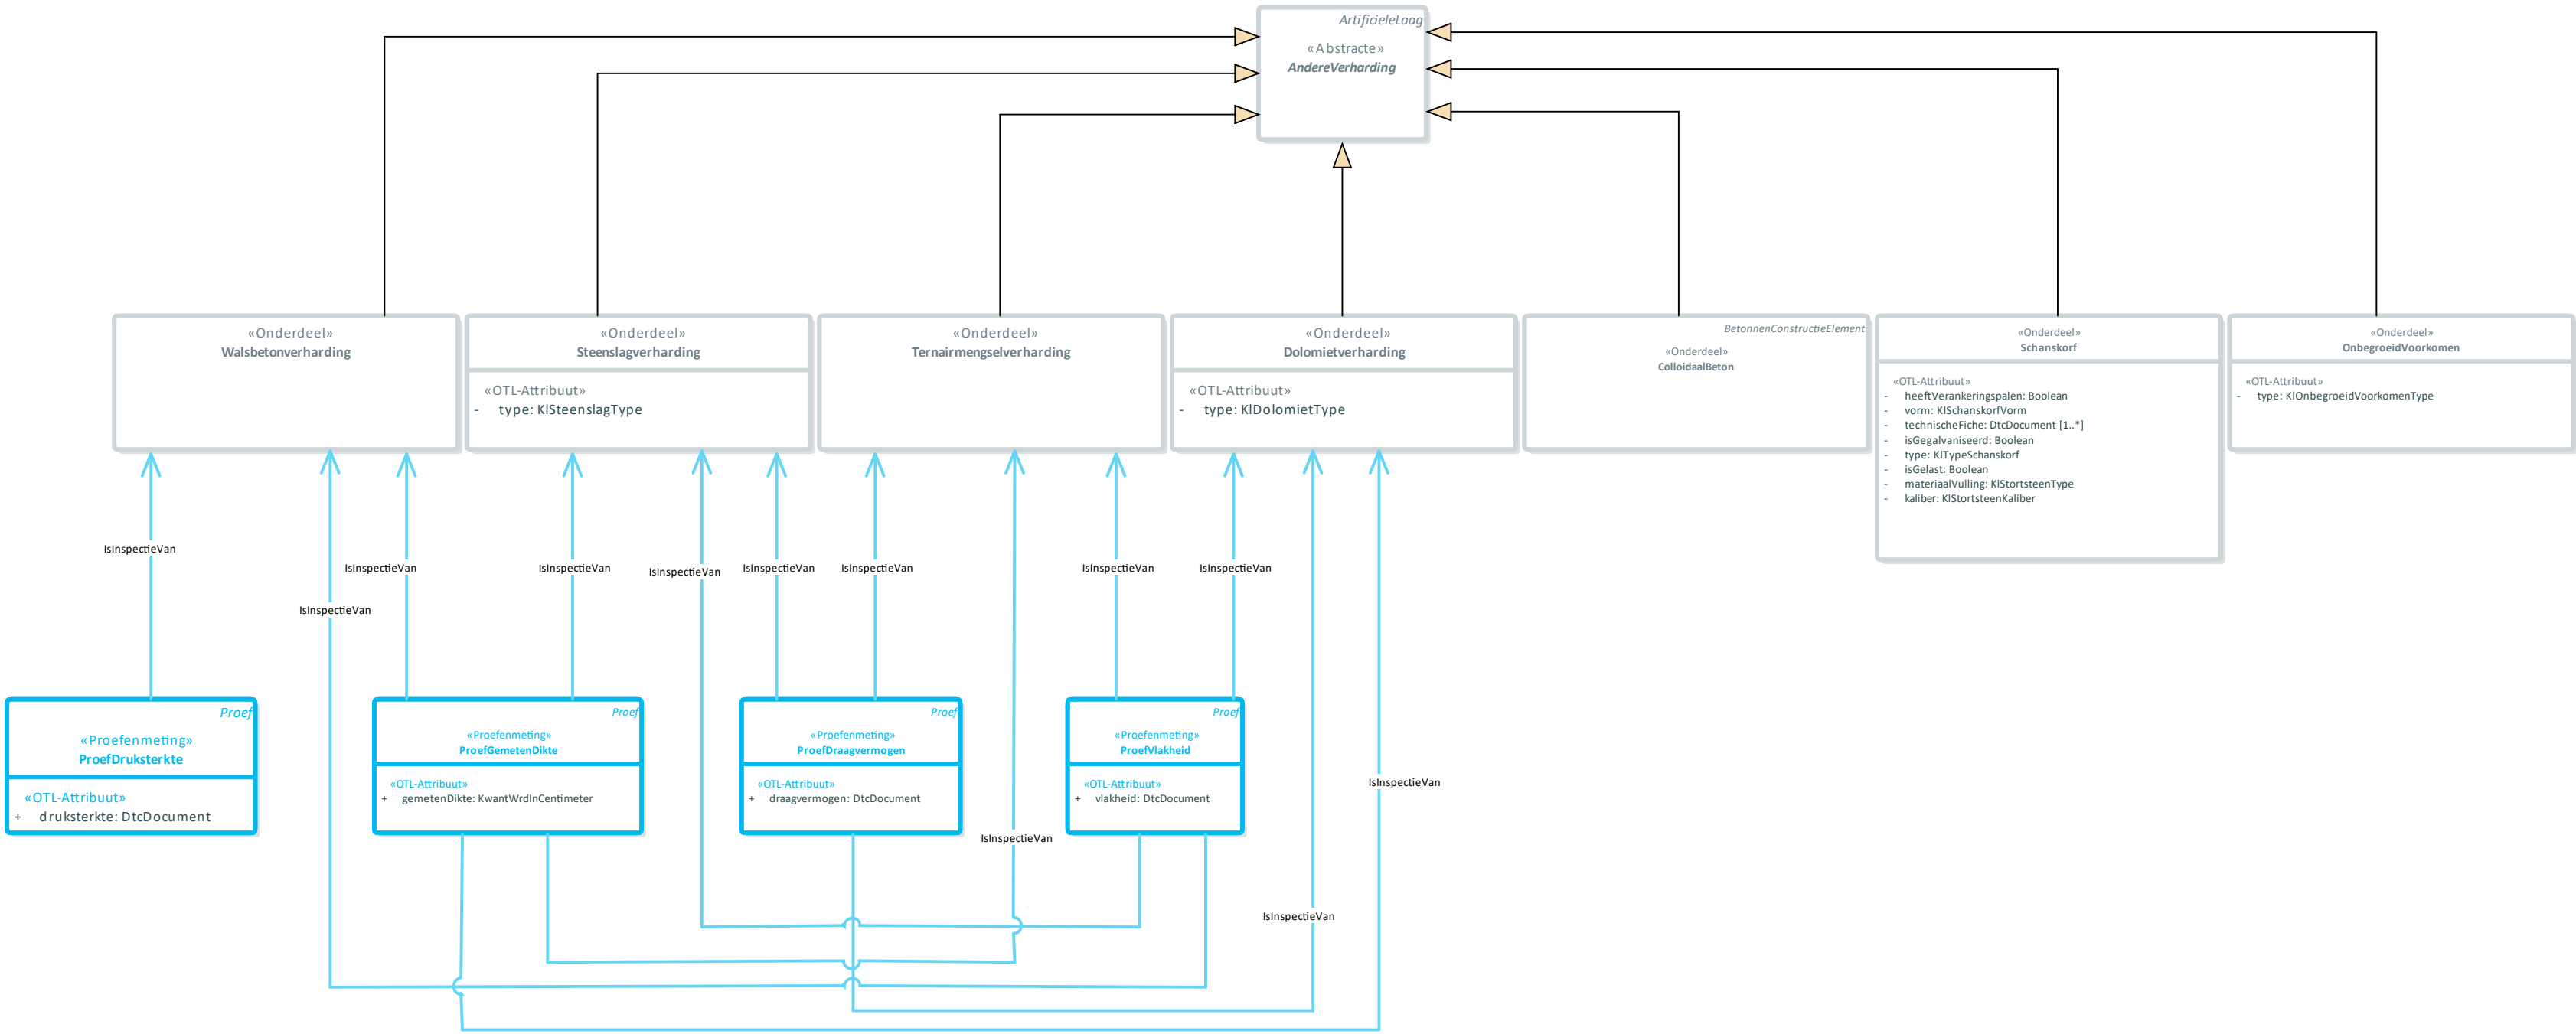 ArtificieleLaag
«Abstracte»
AndereVerharding
«Onderdeel»
Walsbetonverharding
«Onderdeel»
Steenslagverharding
«OTL-Attribuut»
- type: KlSteenslagType
«Onderdeel»
Ternairmengselverharding
«Onderdeel»
Dolomietverharding
«OTL-Attribuut»
- type: KlDolomietType
BetonnenConstructieElement
«Onderdeel»
ColloidaalBeton
«Onderdeel»
Schanskorf
«OTL-Attribuut»
- heeftVerankeringspalen: Boolean
- vorm: KlSchanskorfVorm
- technischeFiche: DtcDocument [1..*]
- isGegalvaniseerd: Boolean
- type: KlTypeSchanskorf
- isGelast: Boolean
- materiaalVulling: KlStortsteenType
- kaliber: KlStortsteenKaliber
«Onderdeel»
OnbegroeidVoorkomen
«OTL-Attribuut»
- type: KlOnbegroeidVoorkomenType
IsInspectieVan
IsInspectieVan
IsInspectieVan
IsInspectieVan
IsInspectieVan
IsInspectieVan
IsInspectieVan
IsInspectieVan
IsInspectieVan
IsInspectieVan
Proef
«Proefenmeting»
ProefDruksterkte
«OTL-Attribuut»
+ druksterkte: DtcDocument
Proef
«Proefenmeting»
ProefGemetenDikte
«OTL-Attribuut»
+ gemetenDikte: KwantWrdInCentimeter
Proef
«Proefenmeting»
ProefDraagvermogen
«OTL-Attribuut»
+ draagvermogen: DtcDocument
Proef
«Proefenmeting»
ProefVlakheid
«OTL-Attribuut»
+ vlakheid: DtcDocument
IsInspectieVan
IsInspectieVan
IsInspectieVan